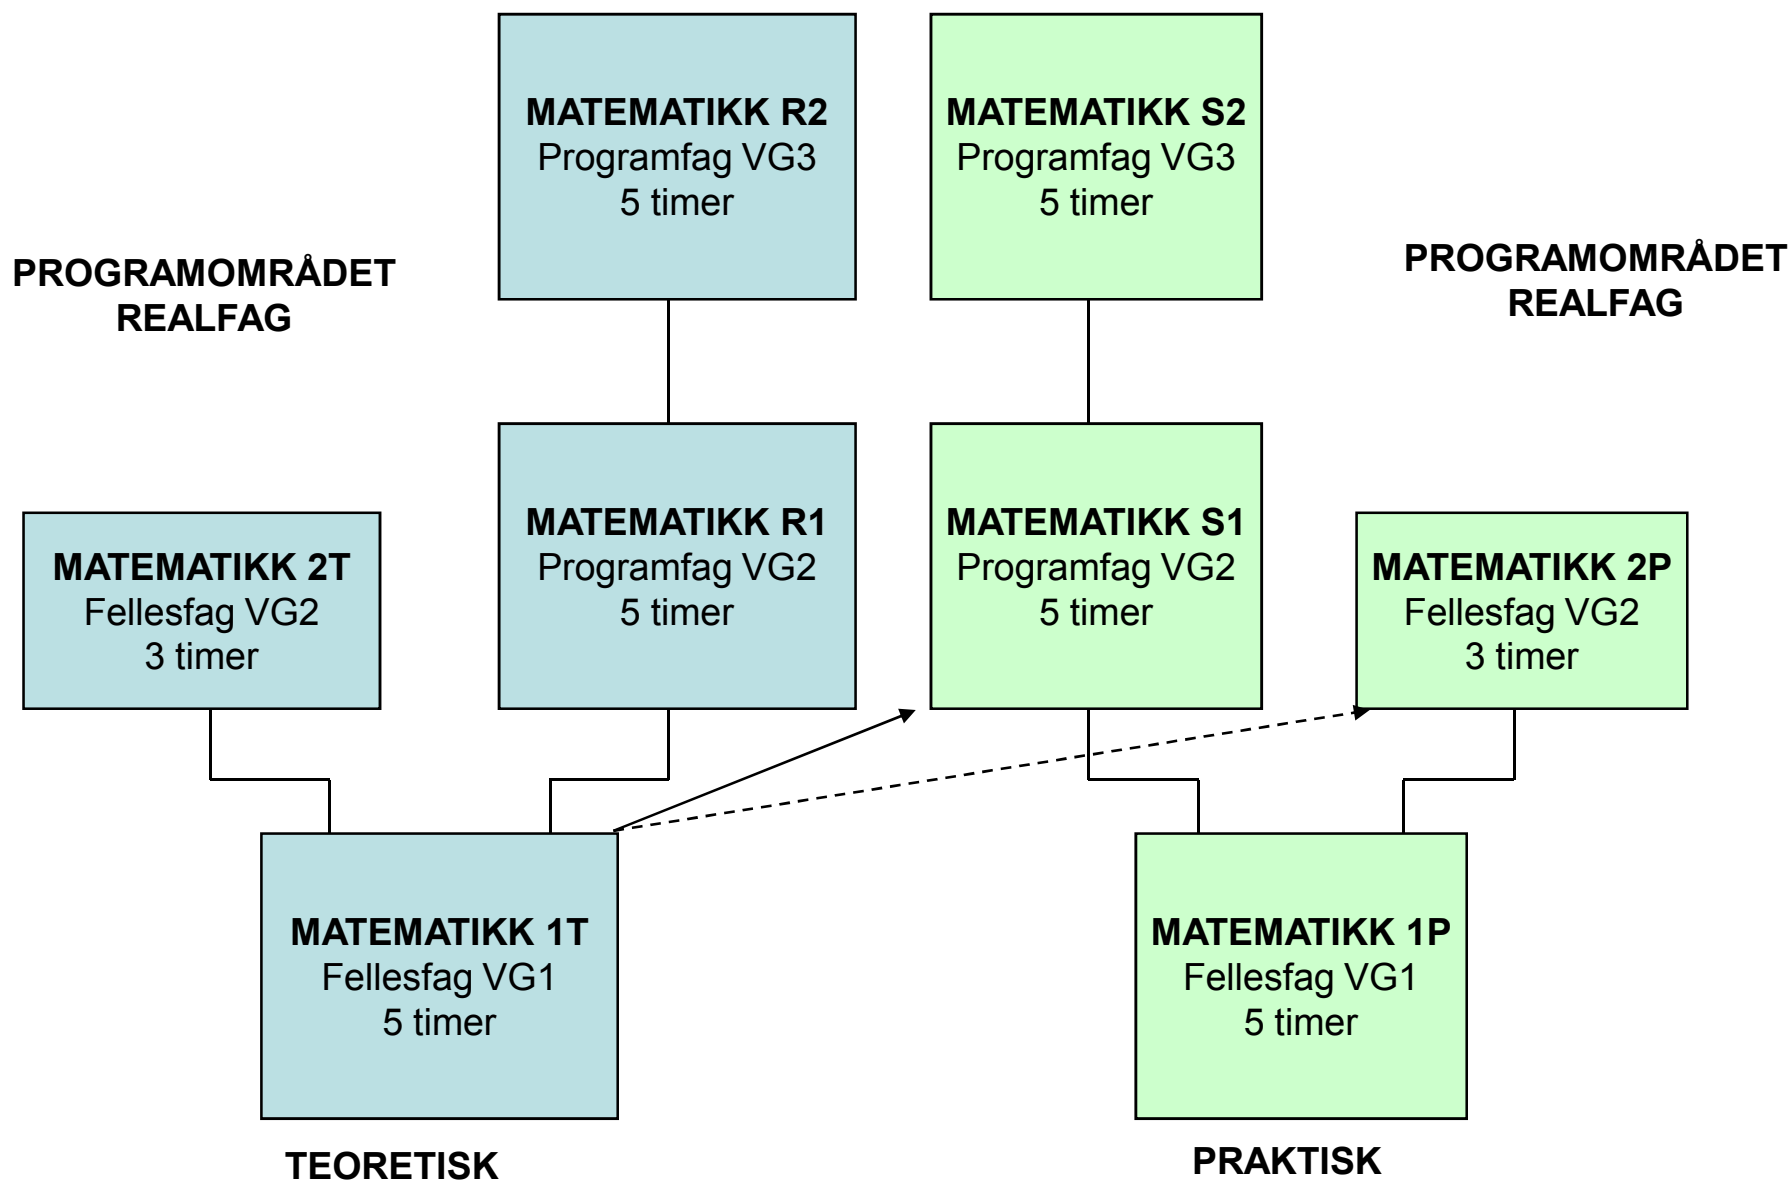 MATEMATIKK R2
Programfag VG3
5 timer
MATEMATIKK S2
Programfag VG3
5 timer
PROGRAMOMRÅDET
REALFAG
PROGRAMOMRÅDET
REALFAG
MATEMATIKK 2T
Fellesfag VG2
3 timer
MATEMATIKK R1
Programfag VG2
5 timer
MATEMATIKK S1
Programfag VG2
5 timer
MATEMATIKK 2P
Fellesfag VG2
3 timer
MATEMATIKK 1T
Fellesfag VG1
5 timer
MATEMATIKK 1P
Fellesfag VG1
5 timer
TEORETISK
PRAKTISK